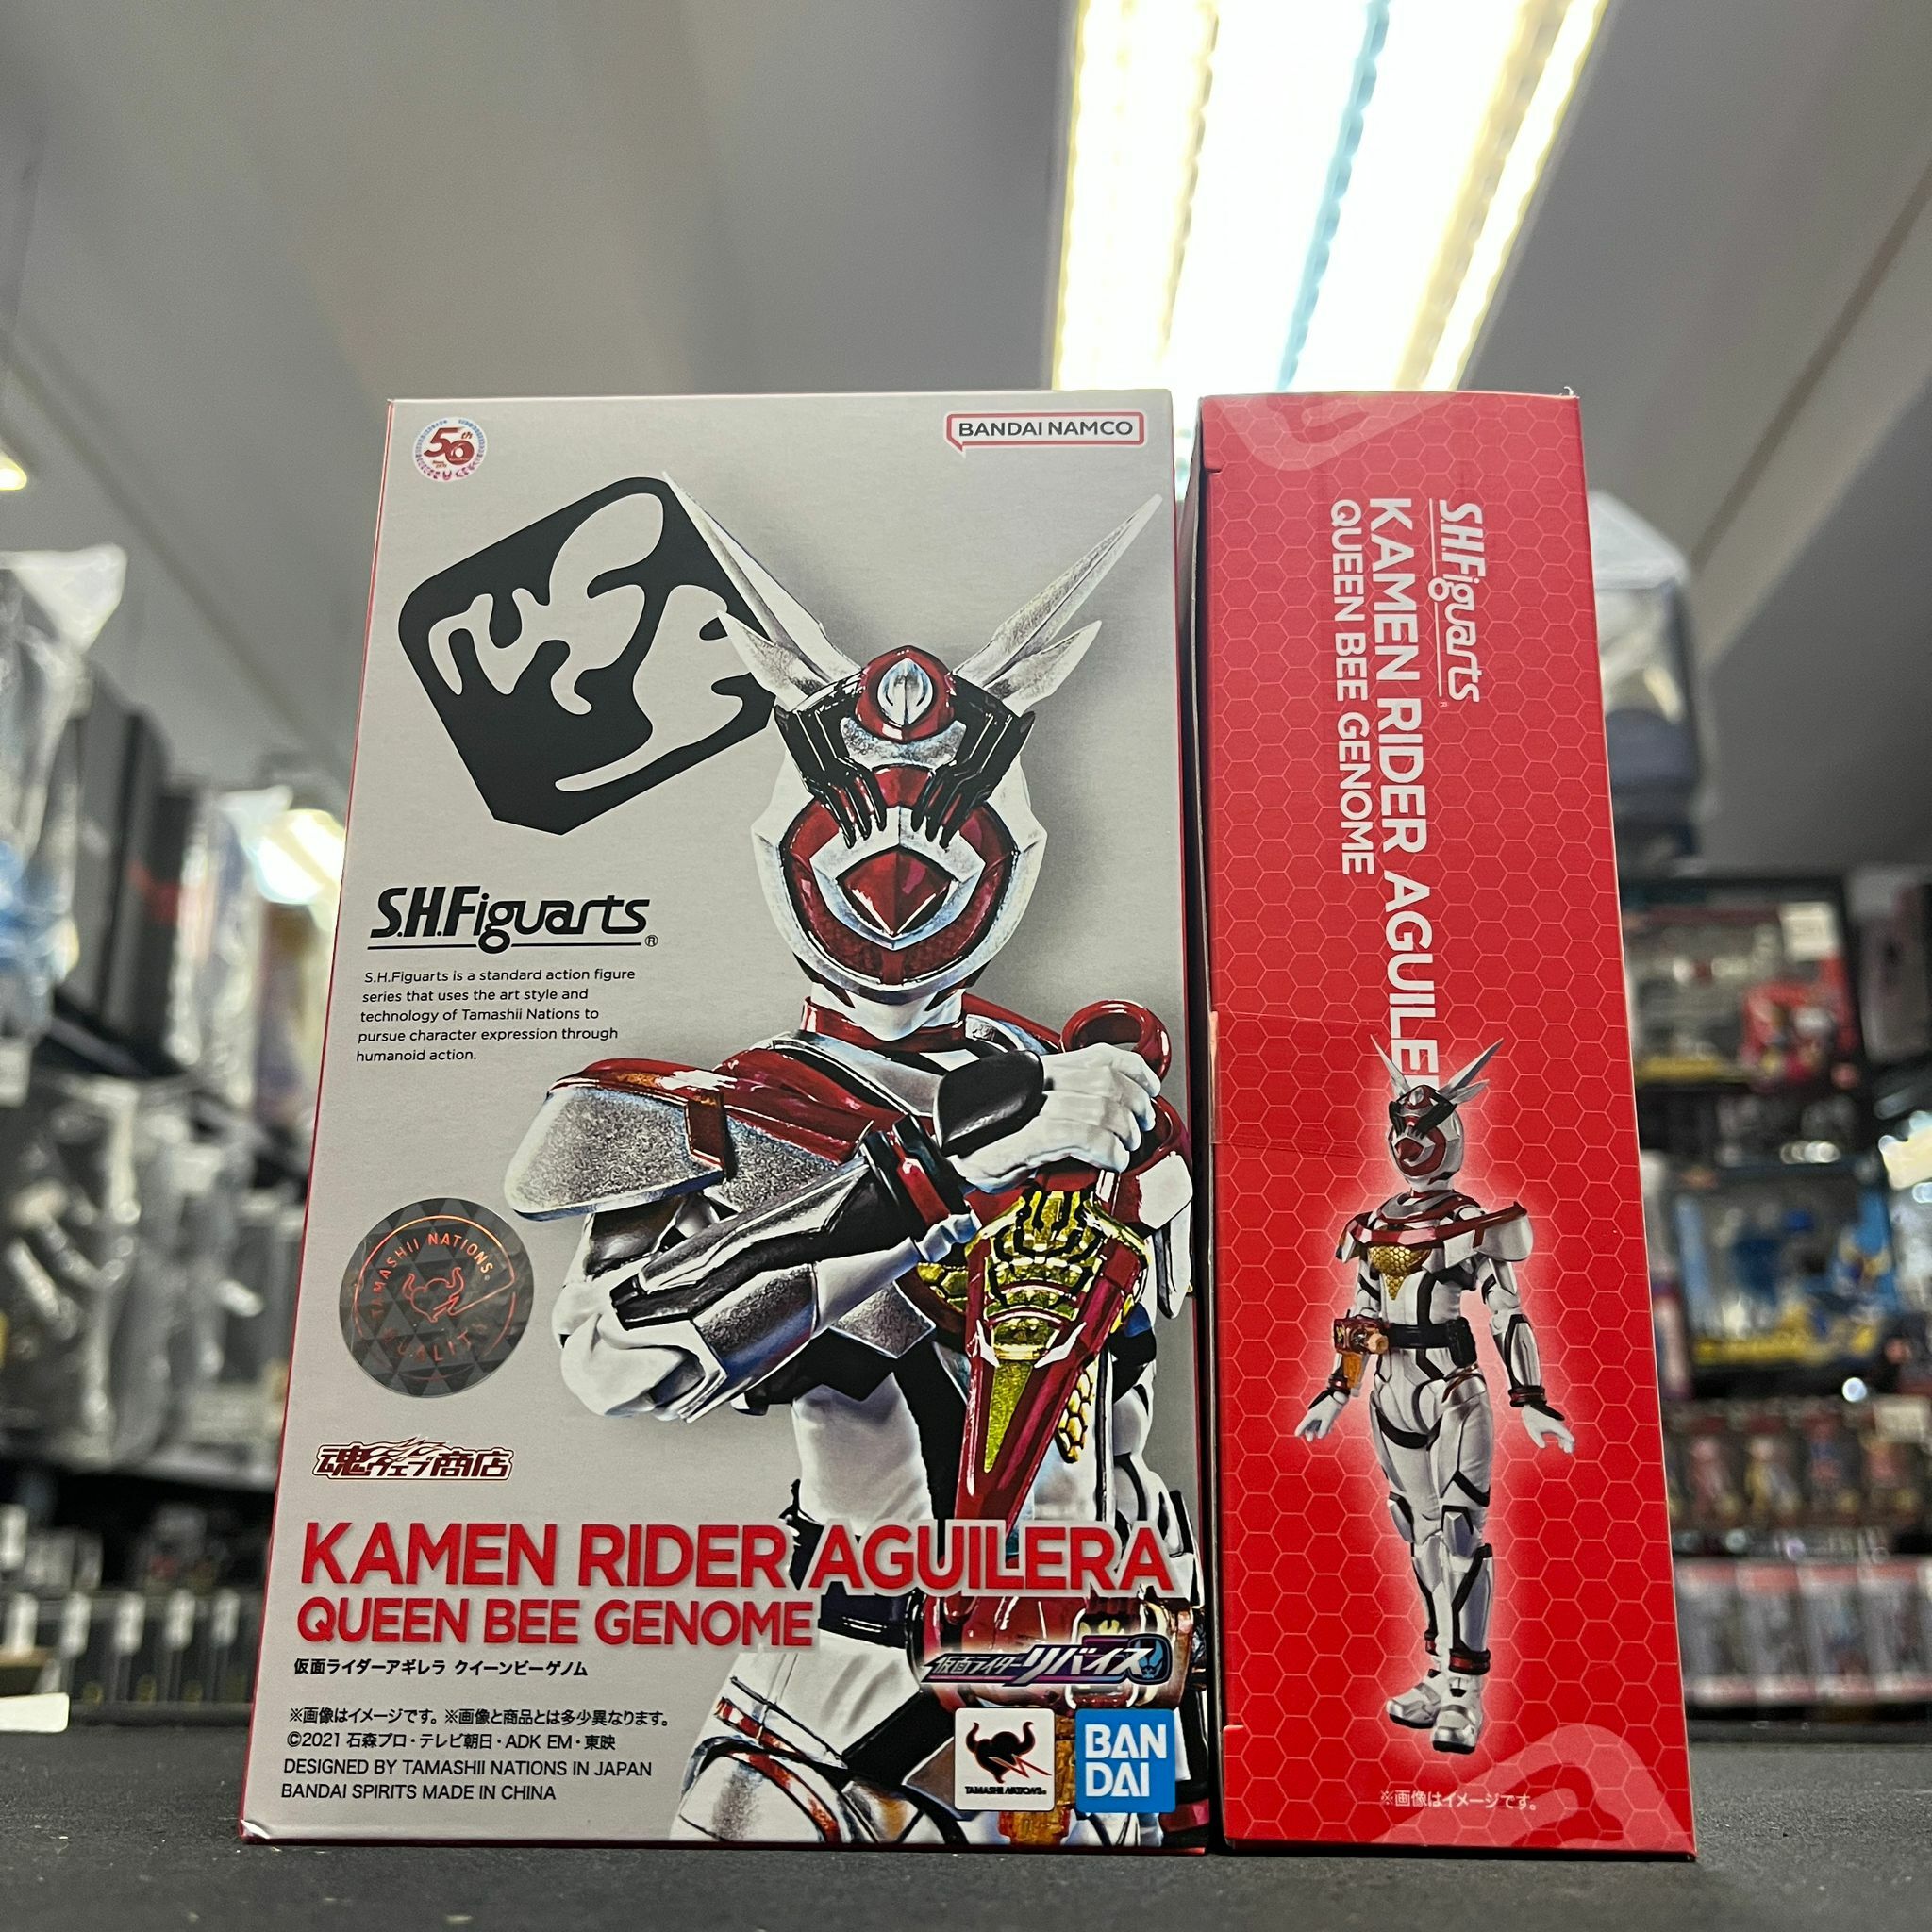 50th
BANDAI NAMCO
S.H.Figuarts®
S.H.Figuarts is a standard action figure
series that uses the art style and
technology of Tamashii Nations to
pursue character expression through
humanoid action.
TAMASHII NATIONS
QUALITY
魂ウェブ商店
KAMEN RIDER AGUILERA
QUEEN BEE GENOME
仮面ライダーアギレラ クイーンビーゲノム
仮面ライダーリバイス
※画像はイメージです。※画像と商品とは多少異なります。
©2021 石森プロ・テレビ朝日・ADK EM・東映
DESIGNED BY TAMASHII NATIONS IN JAPAN
BANDAI SPIRITS MADE IN CHINA
TAMASHII NATIONS®
BAN
DAI
S.H.Figuarts®
KAMEN RIDER AGUILE
QUEEN BEE GENOME
※画像はイメージです。